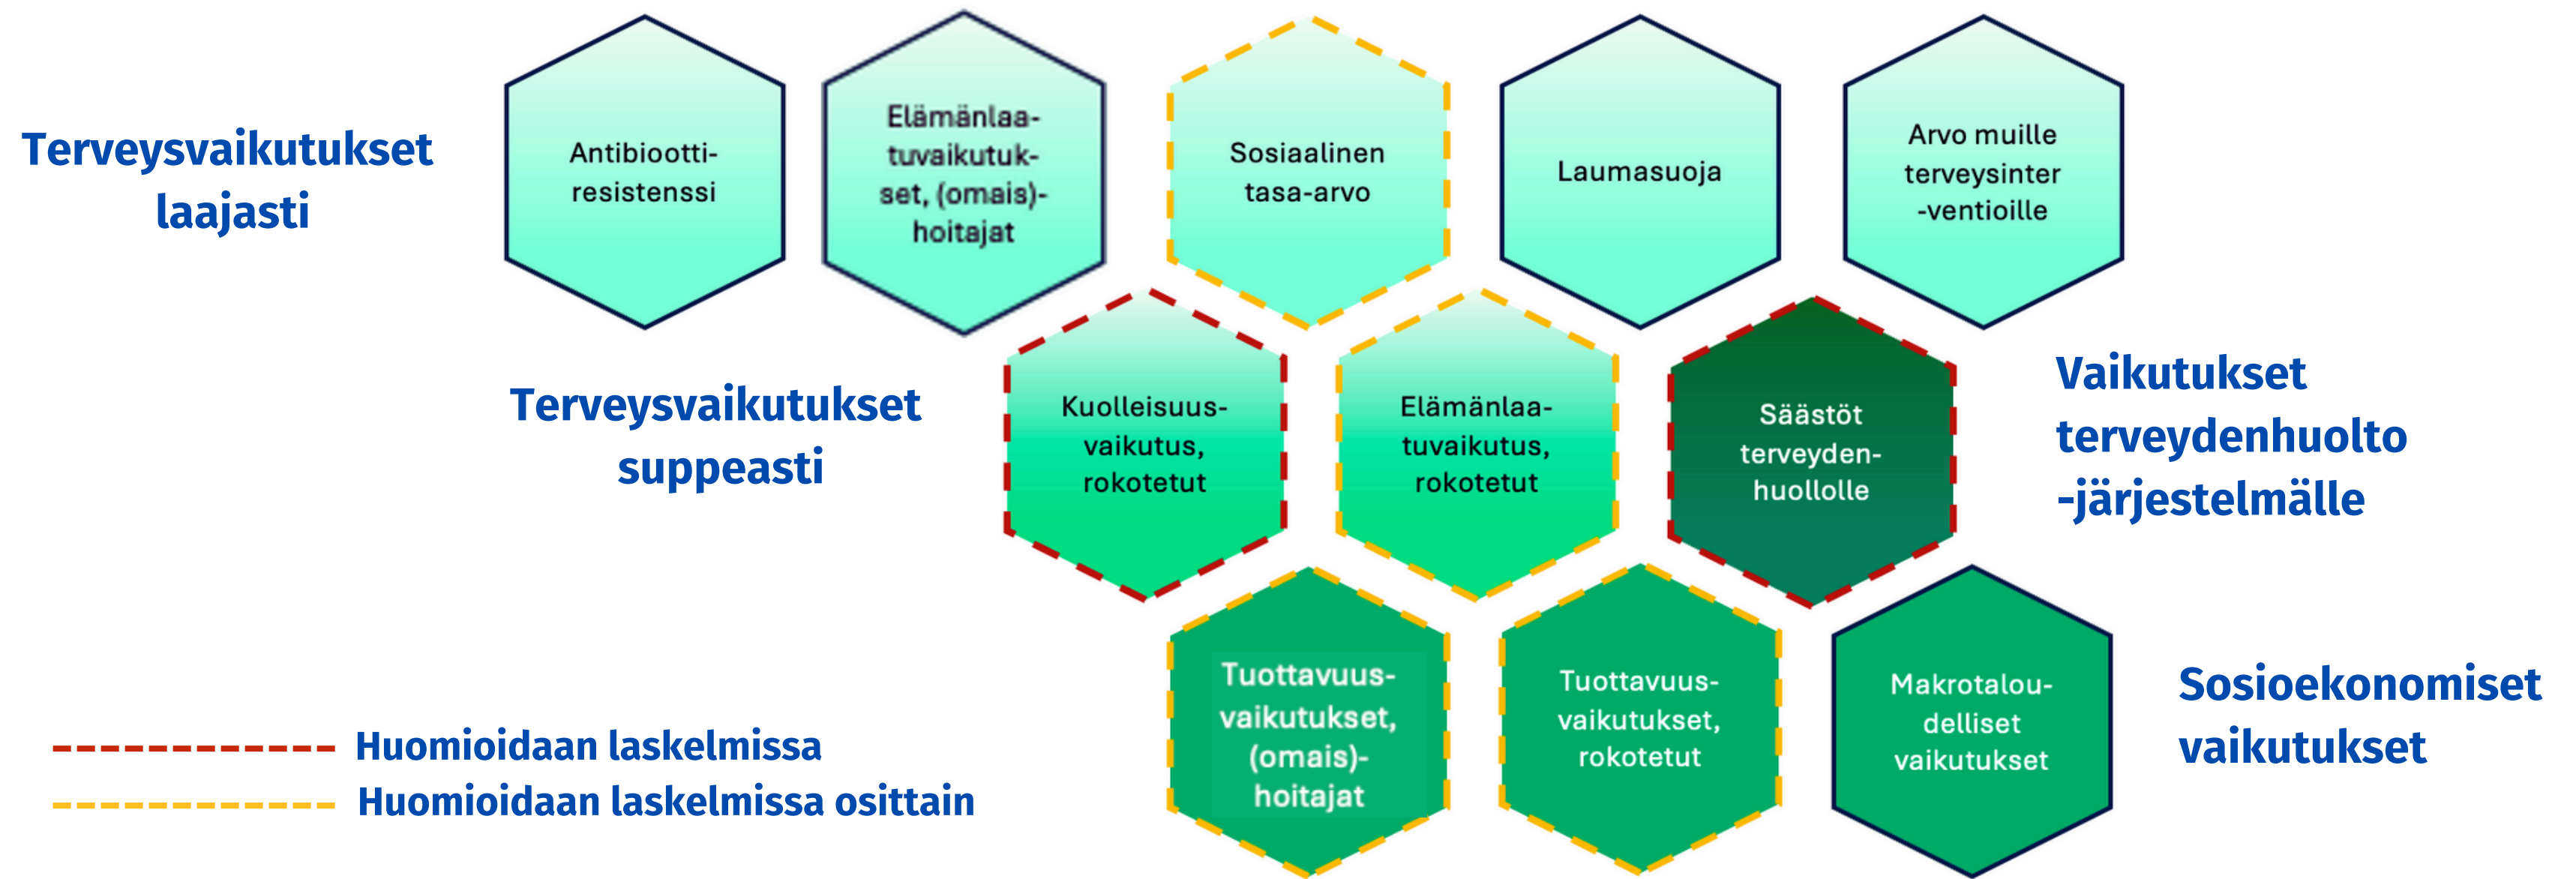 Terveysvaikutukset
laajasti
Antibiootti-
resistenssi
Elämänlaa-
tuvaikutuk-
set, (omais)-
hoitajat
Sosiaalinen
tasa-arvo
Laumasuoja
Arvo muille
terveysinter
-ventioille
Terveysvaikutukset
suppeasti
Kuolleisuus-
vaikutus,
rokotetut
Elämänlaa-
tuvaikutus,
rokotetut
Säästöt
terveyden-
huollolle
Vaikutukset
terveydenhuolto
-järjestelmälle
Tuottavuus-
vaikutukset,
(omais)-
hoitajat
Tuottavuus-
vaikutukset,
rokotetut
Makrotalou-
delliset
vaikutukset
Sosioekonomiset
vaikutukset
Huomioidaan laskelmissa
Huomioidaan laskelmissa osittain